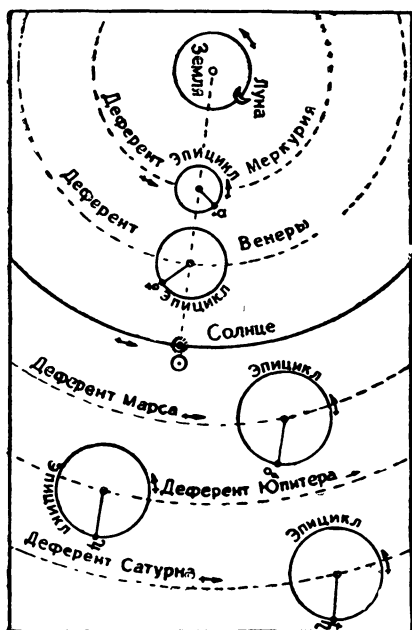 Земля
Луна
Деферент Меркурия
Эпицикл
Деферент Венеры
Эпицикл
Солнце
Деферент Марса
Эпицикл
Эпицикл
Деферент Юпитера
Эпицикл
Деферент Сатурна